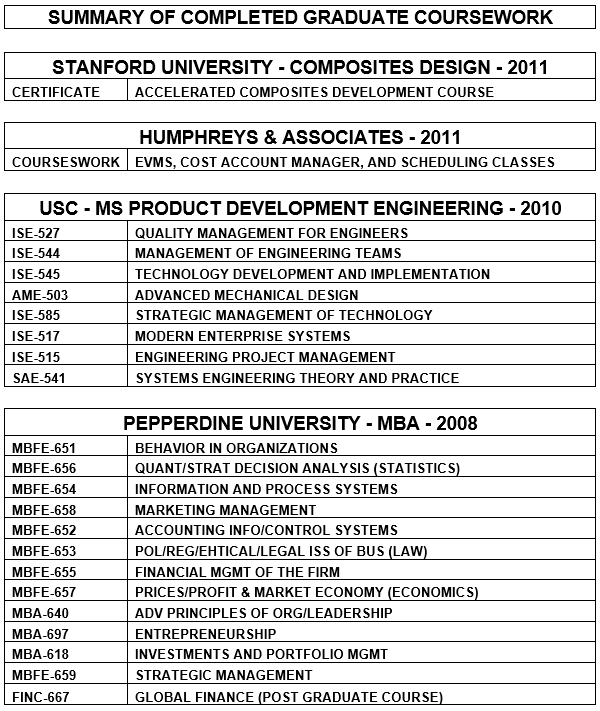 SUMMARY OF COMPLETED GRADUATE COURSEWORK
STANFORD UNIVERSITY - COMPOSITES DESIGN - 2011
CERTIFICATE ACCELERATED COMPOSITES DEVELOPMENT COURSE
HUMPHREYS & ASSOCIATES - 2011
COURSESWORK EVMS, COST ACCOUNT MANAGER, AND SCHEDULING CLASSES
USC - MS PRODUCT DEVELOPMENT ENGINEERING - 2010
ISE-527 QUALITY MANAGEMENT FOR ENGINEERS
ISE-544 MANAGEMENT OF ENGINEERING TEAMS
ISE-545 TECHNOLOGY DEVELOPMENT AND IMPLEMENTATION
AME-503 ADVANCED MECHANICAL DESIGN
ISE-585 STRATEGIC MANAGEMENT OF TECHNOLOGY
ISE-517 MODERN ENTERPRISE SYSTEMS
ISE-515 ENGINEERING PROJECT MANAGEMENT
SAE-541 SYSTEMS ENGINEERING THEORY AND PRACTICE
PEPPERDINE UNIVERSITY - MBA - 2008
MBFE-651 BEHAVIOR IN ORGANIZATIONS
MBFE-656 QUANT/STRAT DECISION ANALYSIS (STATISTICS)
MBFE-654 INFORMATION AND PROCESS SYSTEMS
MBFE-658 MARKETING MANAGEMENT
MBFE-652 ACCOUNTING INFO/CONTROL SYSTEMS
MBFE-653 POL/REG/EHTICAL/LEGAL ISS OF BUS (LAW)
MBFE-655 FINANCIAL MGMT OF THE FIRM
MBFE-657 PRICES/PROFIT & MARKET ECONOMY (ECONOMICS)
MBA-640 ADV PRINCIPLES OF ORG/LEADERSHIP
MBA-697 ENTREPRENEURSHIP
MBA-618 INVESTMENTS AND PORTFOLIO MGMT
MBFE-659 STRATEGIC MANAGEMENT
FINC-667 GLOBAL FINANCE (POST GRADUATE COURSE)